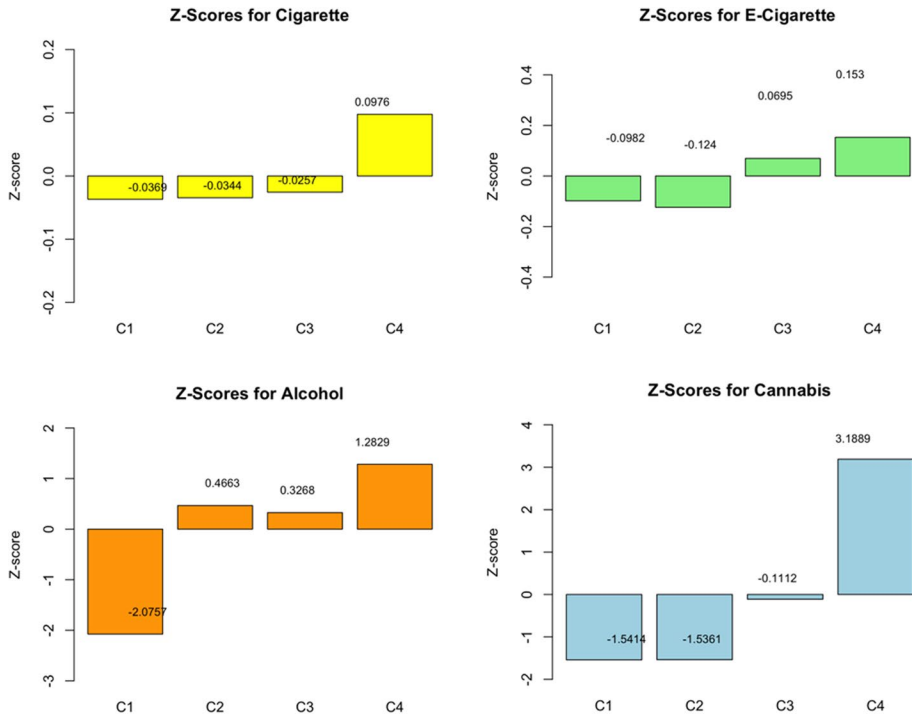 Z-Scores for Cigarette
Z-score
0.2
0.1
0.0
-0.1
-0.2
-0.0369
-0.0344
-0.0257
0.0976
C1
C2
C3
C4
Z-Scores for E-Cigarette
Z-score
0.4
0.2
0.0
-0.2
-0.4
-0.0982
-0.124
0.0695
0.153
C1
C2
C3
C4
Z-Scores for Alcohol
Z-score
2
1
0
-1
-2
-3
-2.0757
0.4663
0.3268
1.2829
C1
C2
C3
C4
Z-Scores for Cannabis
Z-score
4
3
2
1
0
-1
-2
-1.5414
-1.5361
-0.1112
3.1889
C1
C2
C3
C4